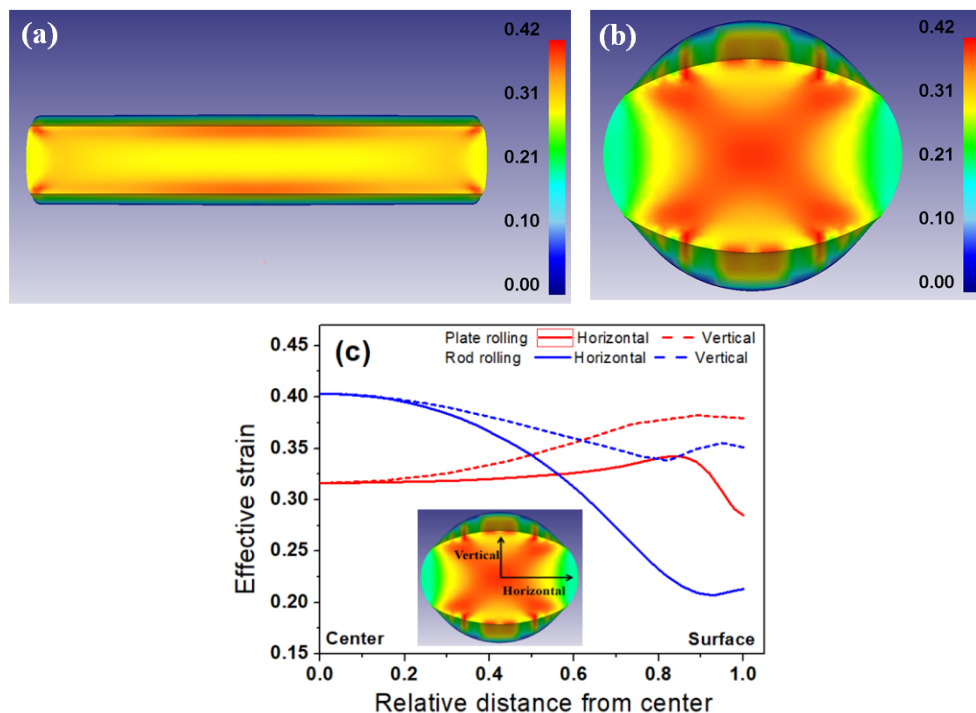 (a)
0.42
0.31
0.21
0.10
0.00
(b)
0.42
0.31
0.21
0.10
0.00
(c)
Plate rolling Horizontal Vertical
Rod rolling Horizontal Vertical
0.45
0.40
0.35
0.30
0.25
0.20
0.15
Effective strain
Vertical
Horizontal
Center Surface
0.0 0.2 0.4 0.6 0.8 1.0
Relative distance from center